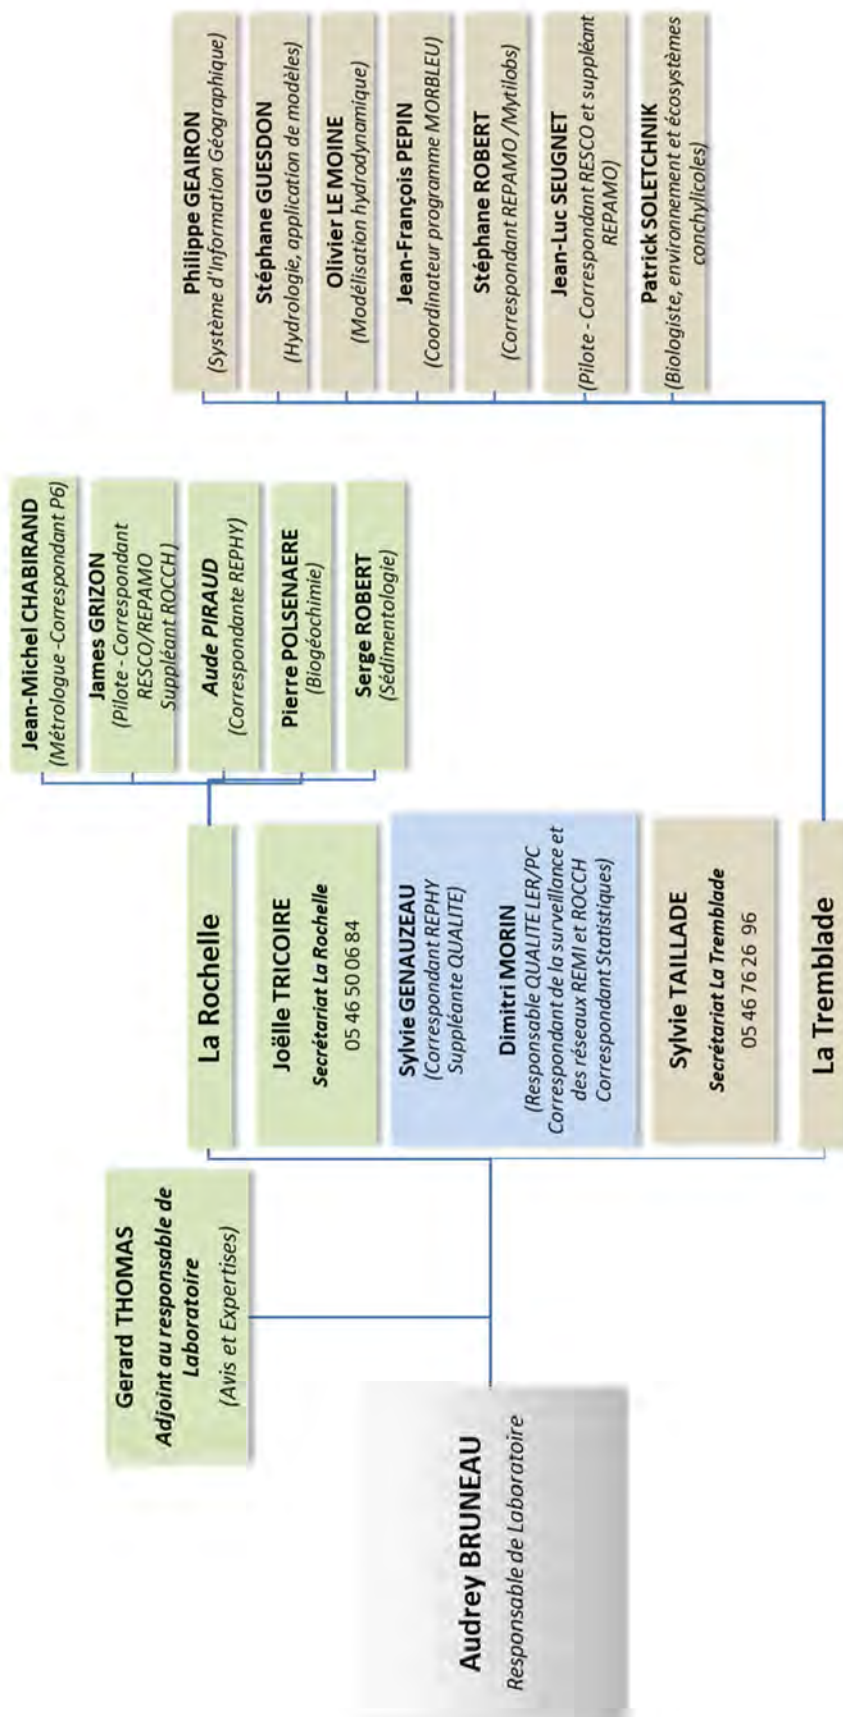 Audrey BRUNEAU
Responsable de Laboratoire
Gerard THOMAS
Adjoint au responsable de
Laboratoire
(Avis et Expertises)
La Rochelle
Joëlle TRICOIRE
Secrétariat La Rochelle
05 46 50 06 84
Sylvie GENAUZEAU
(Correspondant REPHY
Suppléante QUALITE)
Dimitri MORIN
(Responsable QUALITE LER/PC
Correspondant de la surveillance et
des réseaux REMI et ROCCH
Correspondant Statistiques)
Sylvie TAILLADE
Secrétariat La Tremblade
05 46 76 26 96
La Tremblade
Jean-Michel CHABIRAND
(Métrologue -Correspondant P6)
James GRIZON
(Pilote - Correspondant
RESCO/REPAMO
Suppléant ROCCH)
Aude PIRAUD
(Correspondante REPHY)
Pierre POLSENAERE
(Biogéochimie)
Serge ROBERT
(Sédimentologie)
Philippe GEAIRON
(Système d'Information Géographique)
Stéphane GUESDON
(Hydrologie, application de modèles)
Olivier LE MOINE
(Modélisation hydrodynamique)
Jean-François PEPIN
(Coordinateur programme MORBLEU)
Stéphane ROBERT
(Correspondant REPAMO /Mytilobs)
Jean-Luc SEUGNET
(Pilote - Correspondant RESCO et suppléant
REPAMO)
Patrick SOLETCHNIK
(Biologiste, environnement et écosystèmes
conchylicoles)